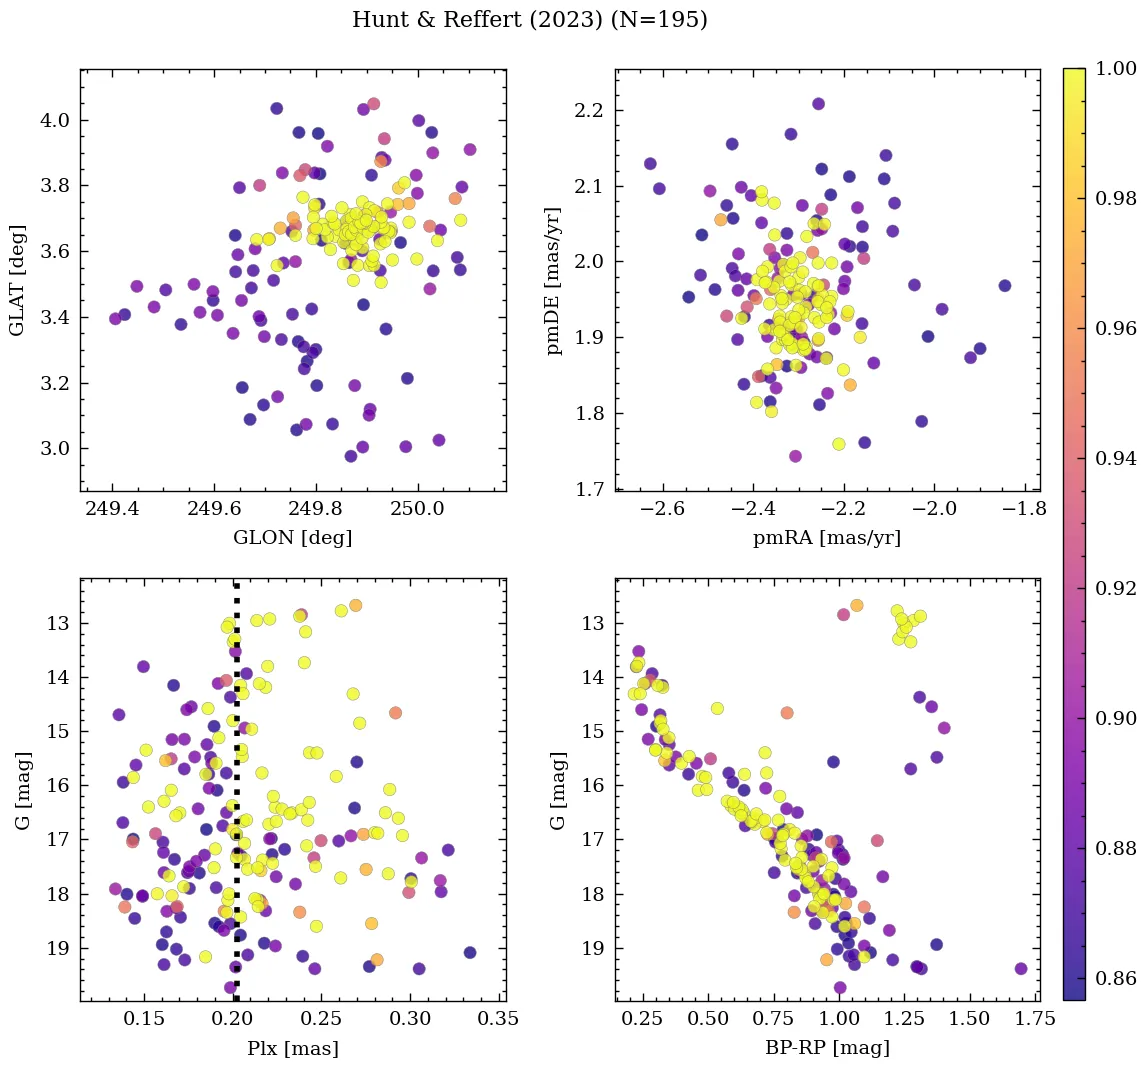 Hunt & Reffert (2023) (N=195)
4.0
3.8
3.6
3.4
3.2
3.0
GLAT [deg]
249.4 249.6 249.8 250.0
GLON [deg]
2.2
2.1
2.0
1.9
1.8
1.7
pmDE [mas/yr]
−2.6 −2.4 −2.2 −2.0 −1.8
pmRA [mas/yr]
13
14
15
16
17
18
19
G [mag]
0.15 0.20 0.25 0.30 0.35
Plx [mas]
13
14
15
16
17
18
19
G [mag]
0.25 0.50 0.75 1.00 1.25 1.50 1.75
BP-RP [mag]
1.00
0.98
0.96
0.94
0.92
0.90
0.88
0.86